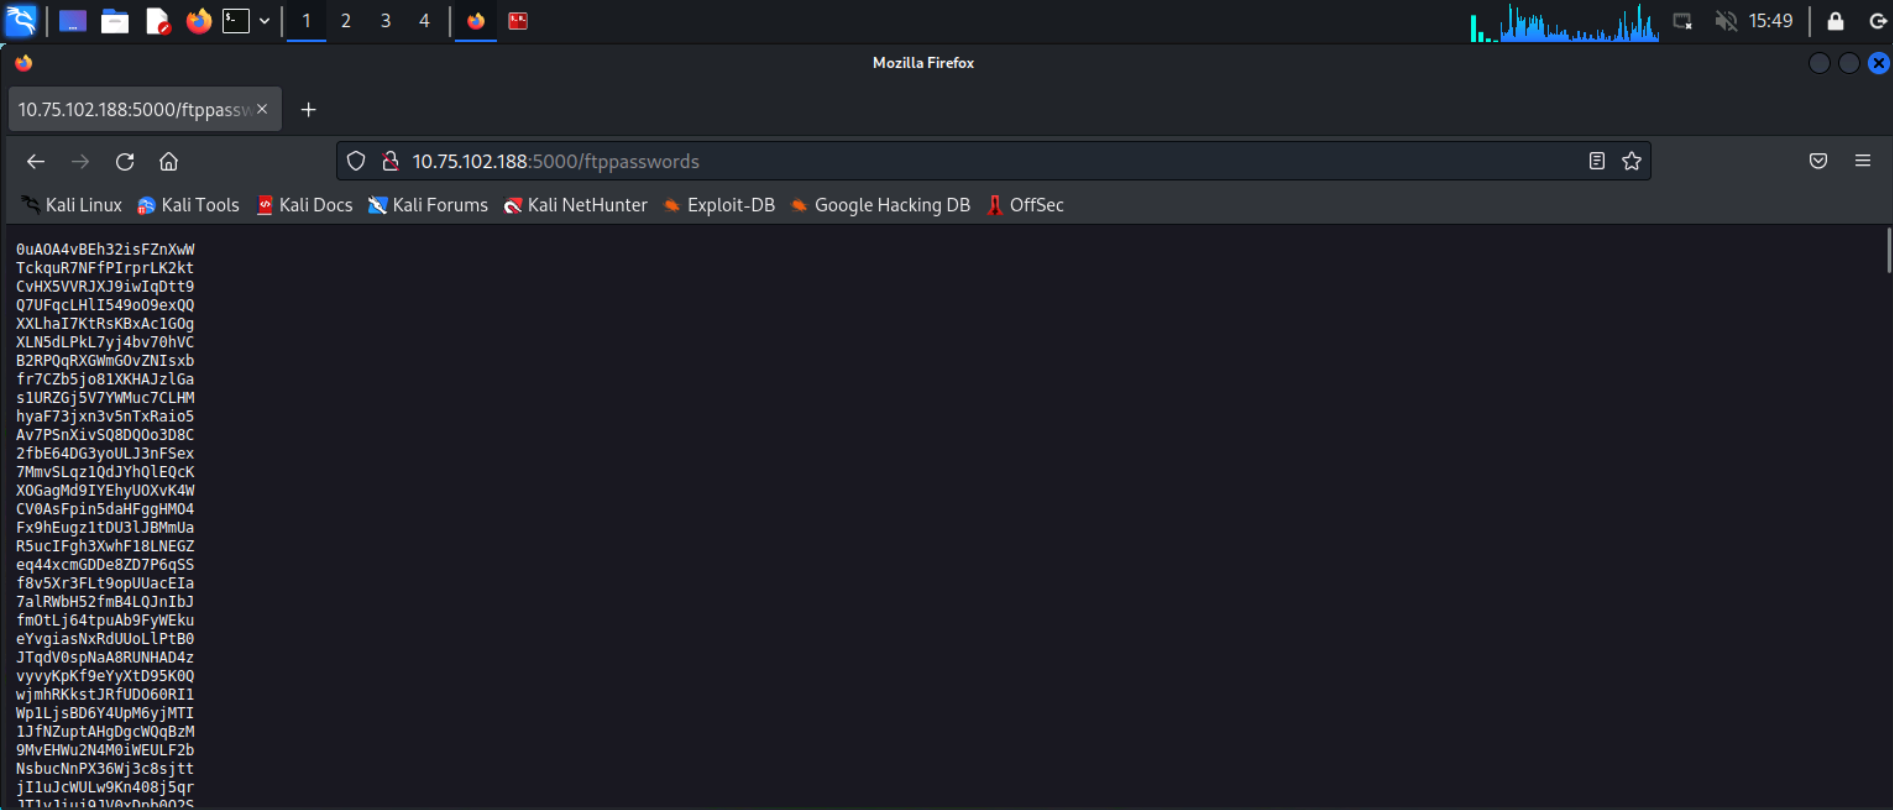 1 2 3 4 15:49
Mozilla Firefox
10.75.102.188:5000/ftppassw
10.75.102.188:5000/ftppasswords
Kali Linux Kali Tools Kali Docs Kali Forums Kali NetHunter Exploit-DB Google Hacking DB OffSec
0uAOA4vBEh32isFZnXwW
TckquR7NFfPIrprLK2kt
CvHX5VVRJXJ9iwIqDtt9
Q7UFqcLHlI549oO9exQQ
XXLhaI7KtRsKBxAc1GOg
XLN5dLPkL7yj4bv70hVC
B2RPQqRXGWmGOvZNIsxb
fr7CZb5jo81XKHAJzlGa
s1URZGj5V7YWMuc7CLHM
hyaF73jxn3v5nTxRaio5
Av7PSnXivSQ8DQOo3D8C
2fbE64DG3yoULJ3nFSex
7MmvSLqz1QdJYhQlEQcK
XOGagMd9IYEhyUOXvK4W
CV0AsFpin5daHFggHMO4
Fx9hEugz1tDU3lJBMmUa
R5ucIFgh3XwhF18LNEGZ
eq44xcmGDDe8ZD7P6qSS
f8v5Xr3FLt9opUUacEIa
7alRWbH52fmB4LQJnIbJ
fmOtLj64tpuAb9FyWEku
eYvgiasNxRdUUoLlPtB0
JTqdV0spNaA8RUNHAD4z
vyvyKpKf9eYyXtD95K0Q
wjmhRKkstJRfUDO60RI1
Wp1LjsBD6Y4UpM6yjMTI
1JfNZuptAHgDgcWQqBzM
9MvEHWu2N4M0iWEULF2b
NsbucNnPX36Wj3c8sjtt
jI1uJcWULw9Kn408j5qr